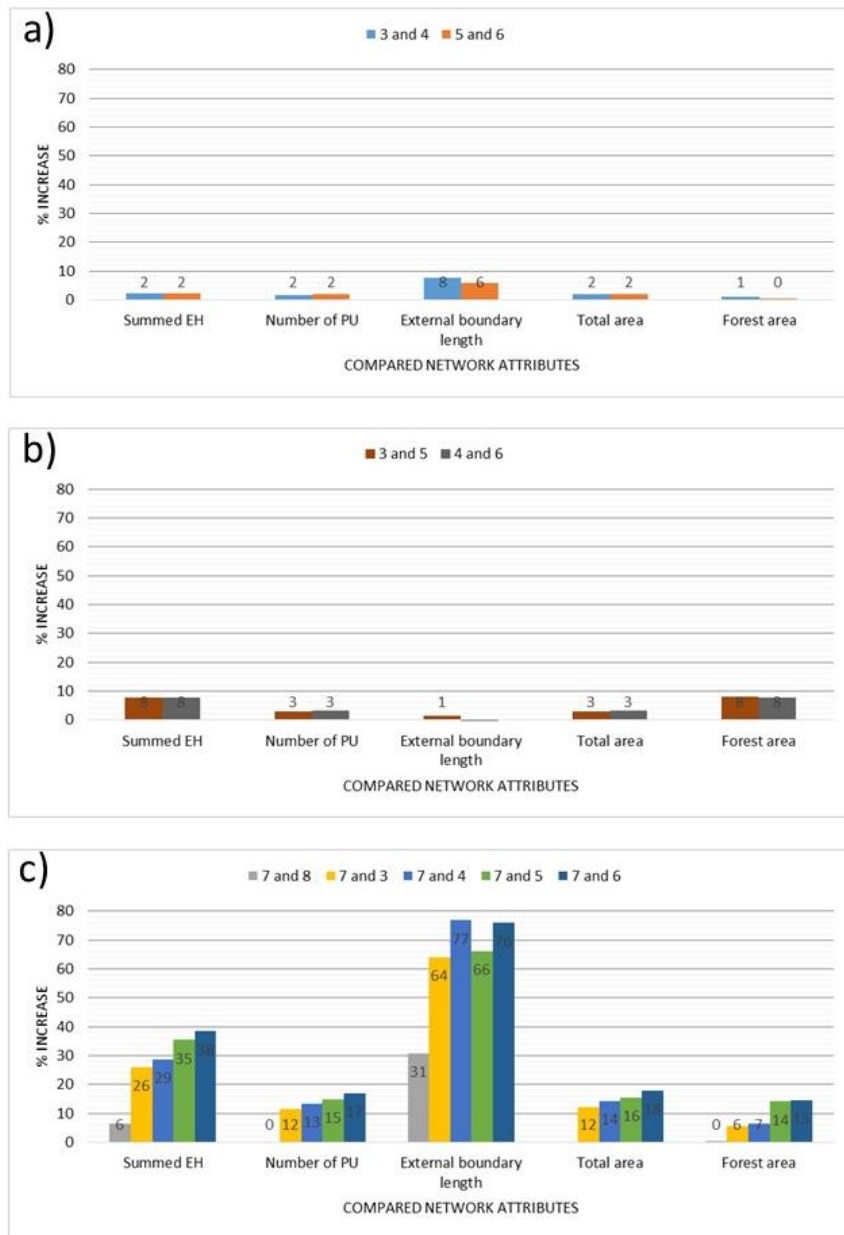 a)
3 and 4 5 and 6
80
70
60
50
40
30
20
10
0
% INCREASE
2 2 2 2 8 6 2 2 1 0
Summed EH Number of PU External boundary length Total area Forest area
COMPARED NETWORK ATTRIBUTES
b)
3 and 5 4 and 6
80
70
60
50
40
30
20
10
0
% INCREASE
8 8 3 3 1 3 3 8 8
Summed EH Number of PU External boundary length Total area Forest area
COMPARED NETWORK ATTRIBUTES
c)
7 and 8 7 and 3 7 and 4 7 and 5 7 and 6
80
70
60
50
40
30
20
10
0
% INCREASE
6 26 29 35 38 0 12 13 15 17 31 64 77 66 76 12 14 16 18 0 6 7 14 15
Summed EH Number of PU External boundary length Total area Forest area
COMPARED NETWORK ATTRIBUTES